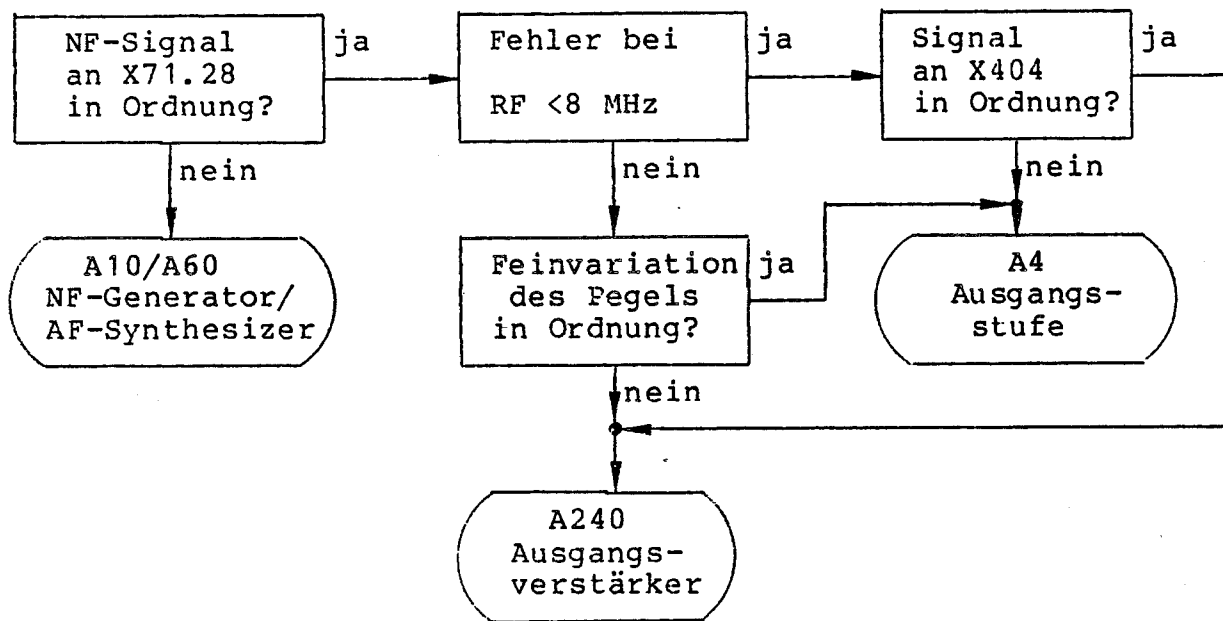 NF-Signal
an X71.28
in Ordnung?
ja
Fehler bei
RF <8 MHz
ja
Signal
an X404
in Ordnung?
ja
nein
nein
nein
A10/A60
NF-Generator/
AF-Synthesizer
Feinvariation
des Pegels
in Ordnung?
ja
A4
Ausgangs-
stufe
nein
A240
Ausgangs-
verstärker